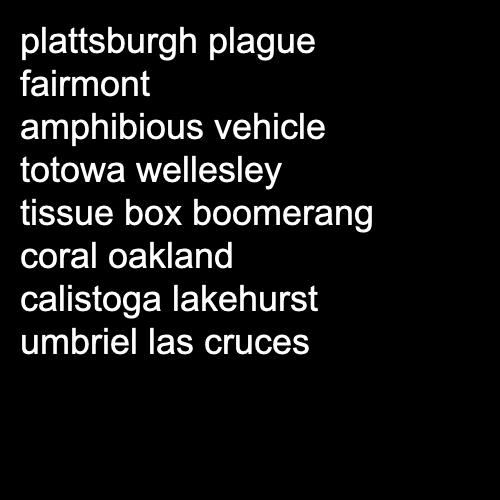 plattsburgh plague
fairmont
amphibious vehicle
totowa wellesley
tissue box boomerang
coral oakland
calistoga lakehurst
umbriel las cruces